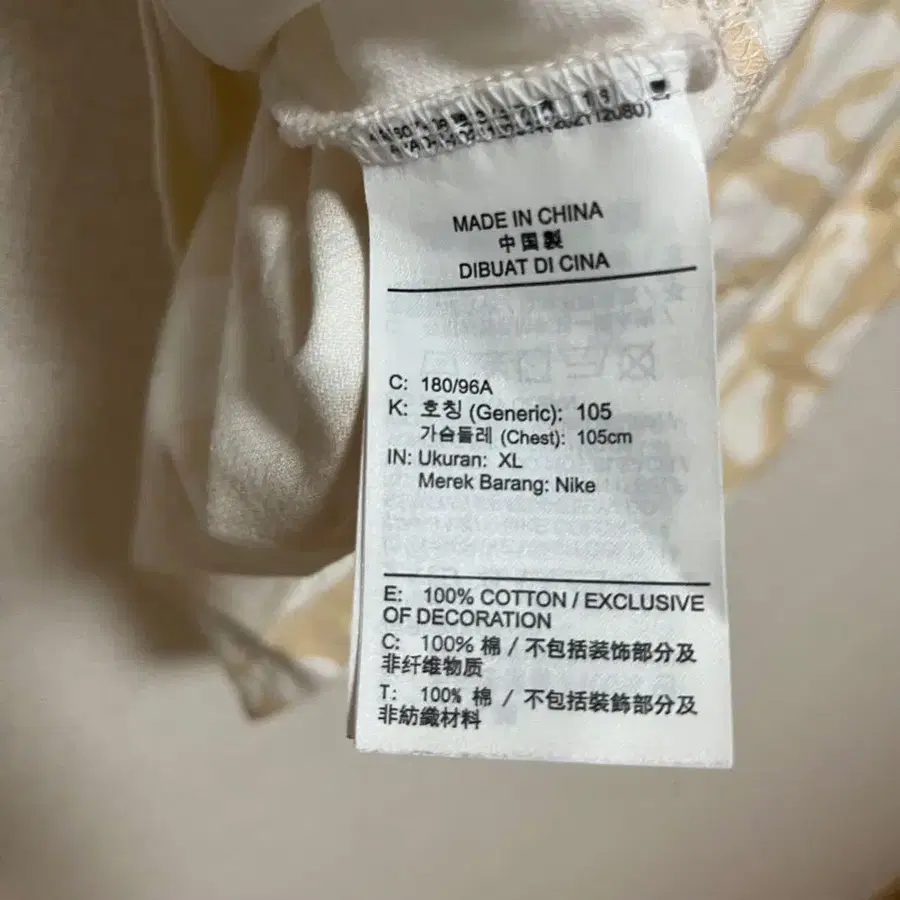 MADE IN CHINA
中国製
DIBUAT DI CINA
C: 180/96A
K: 호칭 (Generic): 105
가슴둘레 (Chest): 105cm
IN: Ukuran: XL
Merek Barang: Nike
E: 100% COTTON / EXCLUSIVE
OF DECORATION
C: 100% 棉 / 不包括装饰部分及
非纤维物质
T: 100% 棉 / 不包括裝飾部分及
非紡織材料